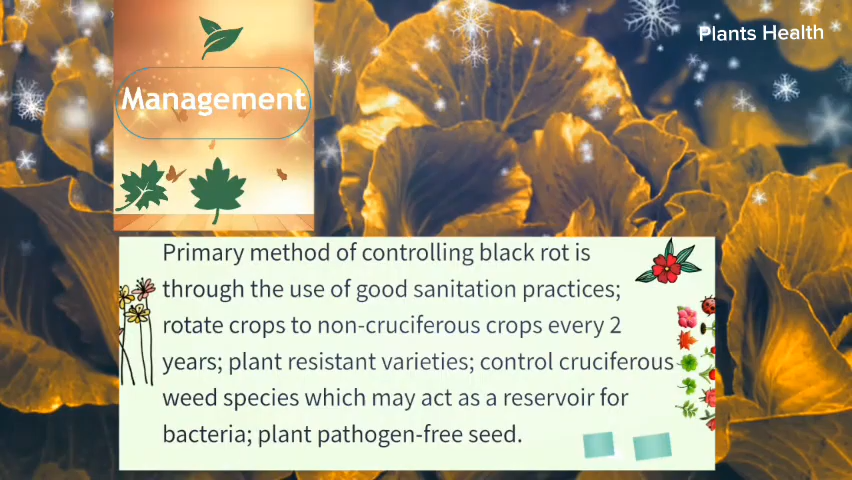 Plants Health
Management
Primary method of controlling black rot is
through the use of good sanitation practices;
rotate crops to non-cruciferous crops every 2
years; plant resistant varieties; control cruciferous
weed species which may act as a reservoir for
bacteria; plant pathogen-free seed.